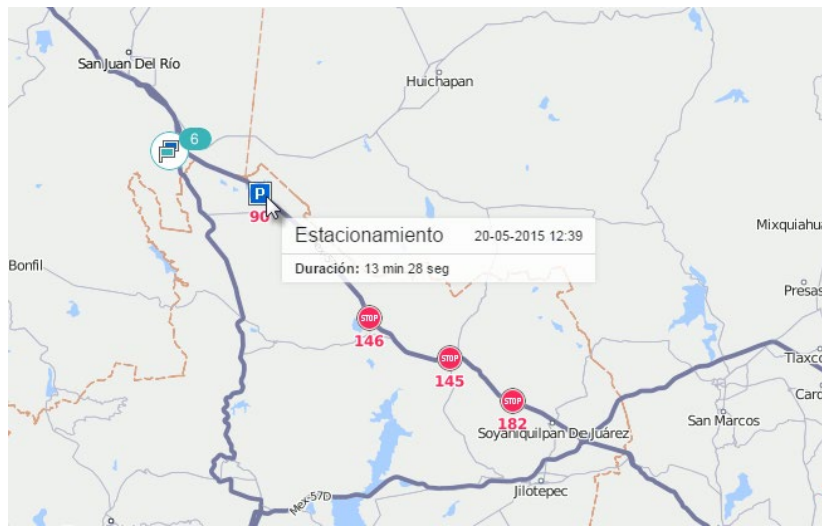 San Juan Del Río
Huichapan
6
P
90
Estacionamiento 20-05-2015 12:39
Duración: 13 min 28 seg
Mixquiahu
Bonfil
Presas
STOP
146
STOP
145
Tlaxco
STOP
182
Card
San Marcos
Soyaniquilpan De Juárez
Mex-57D
Jilotepec